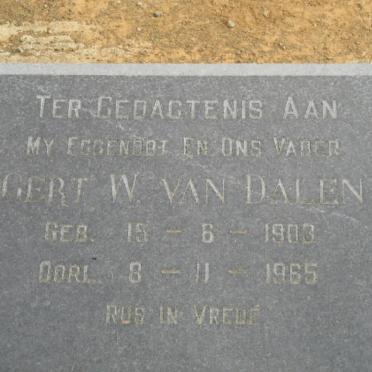 TER GEDAGTENIS AAN
MY EGGENOOT EN ONS VADER
GERT W. VAN DALEN
GEB. 15 - 6 - 1903
OORL. 8 - 11 - 1965
RUS IN VREDE